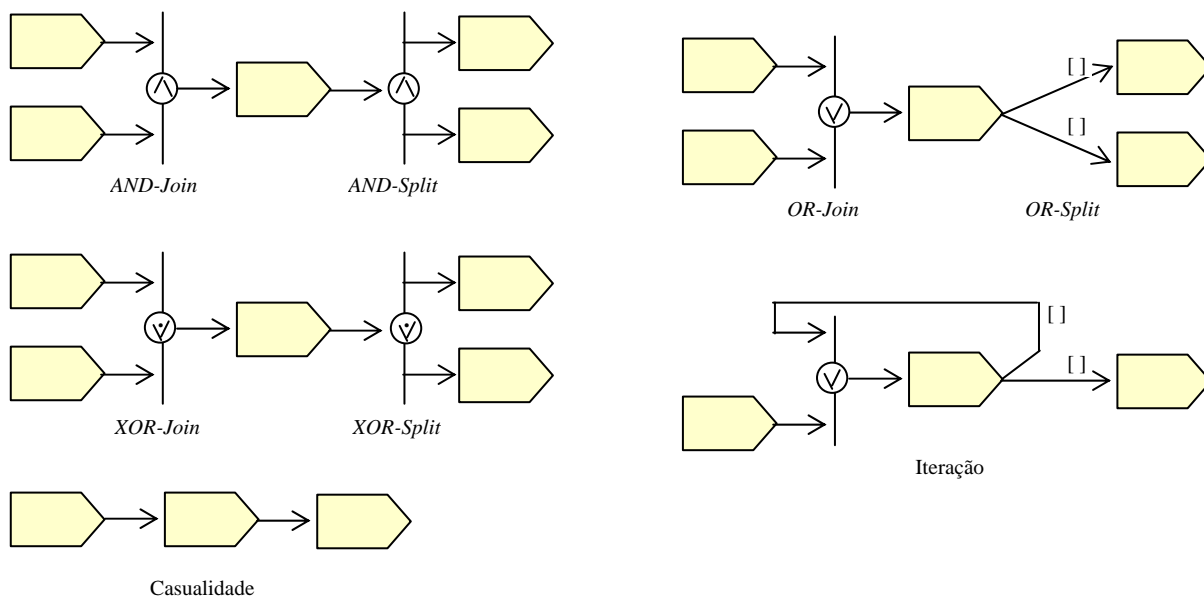 [ ]
[ ]
AND-Join
AND-Split
OR-Join
OR-Split
[ ]
[ ]
XOR-Join
XOR-Split
Iteração
Casualidade